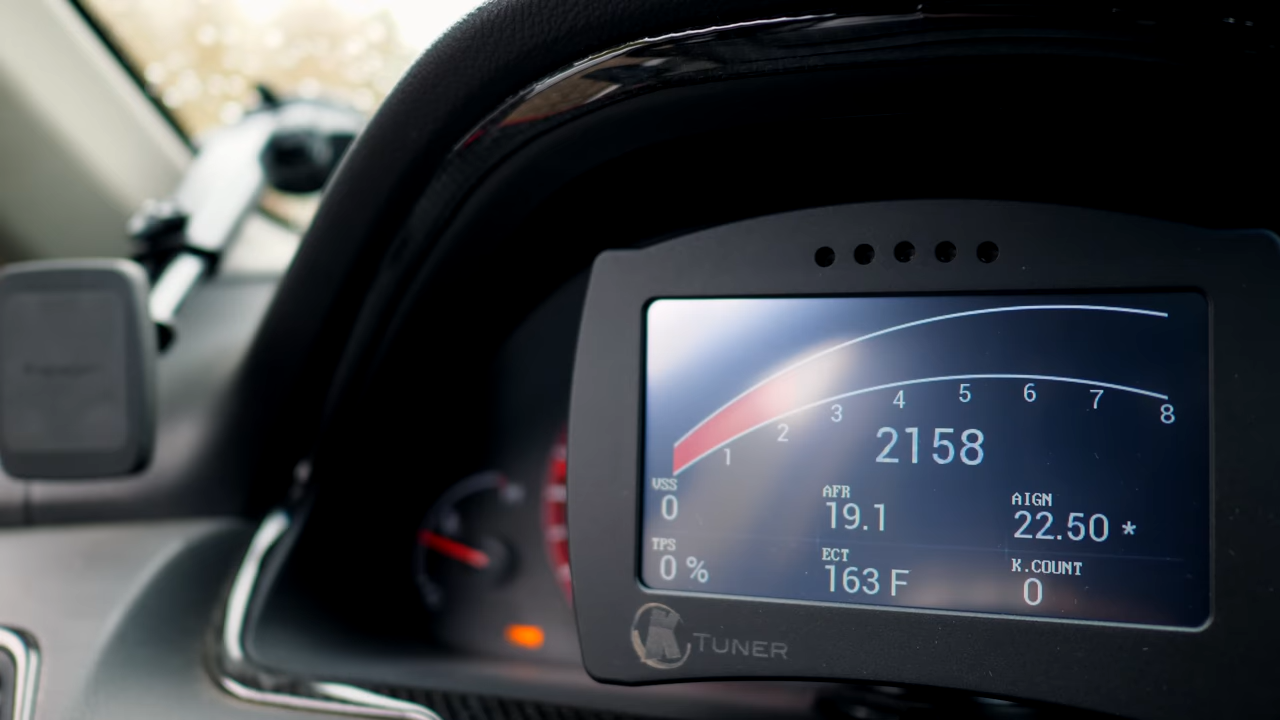 1 2 3 4 5 6 7 8
2158
VSS
0
AFR
19.1
AIGN
22.50 *
TPS
0 %
ECT
163 F
K.COUNT
0
K TUNER